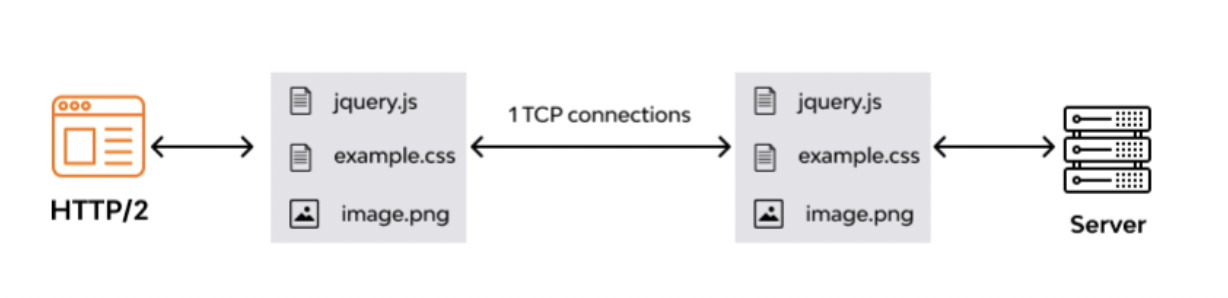 HTTP/2
jquery.js
example.css
image.png
1 TCP connections
jquery.js
example.css
image.png
Server